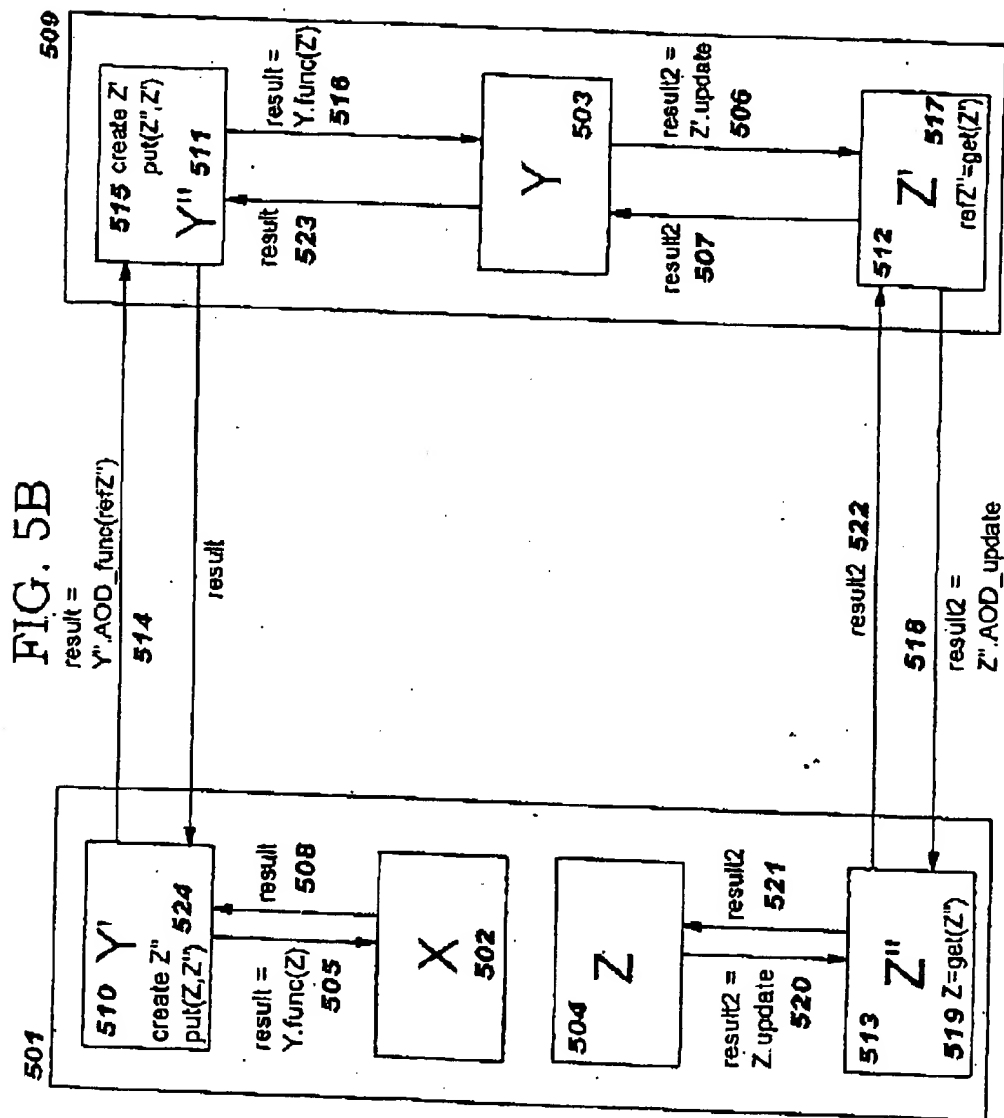 FIG. 5B
501
510 Y' 524
create Z"
put(Z,Z")
result =
Y.func(Z)
505
result
508
X
502
504
Z
result2 =
Z.update
520
result2
521
513 Z"
519 Z=get(Z")
result =
Y".AOD_func(refZ")
514
result
result2 522
518
result2 =
Z".AOD_update
509
515 create Z'
put(Z",Z')
Y" 511
result
523
result =
Y.func(Z')
516
Y
503
result2
507
result2 =
Z'.update
506
512 Z' 517
refZ"=get(Z')